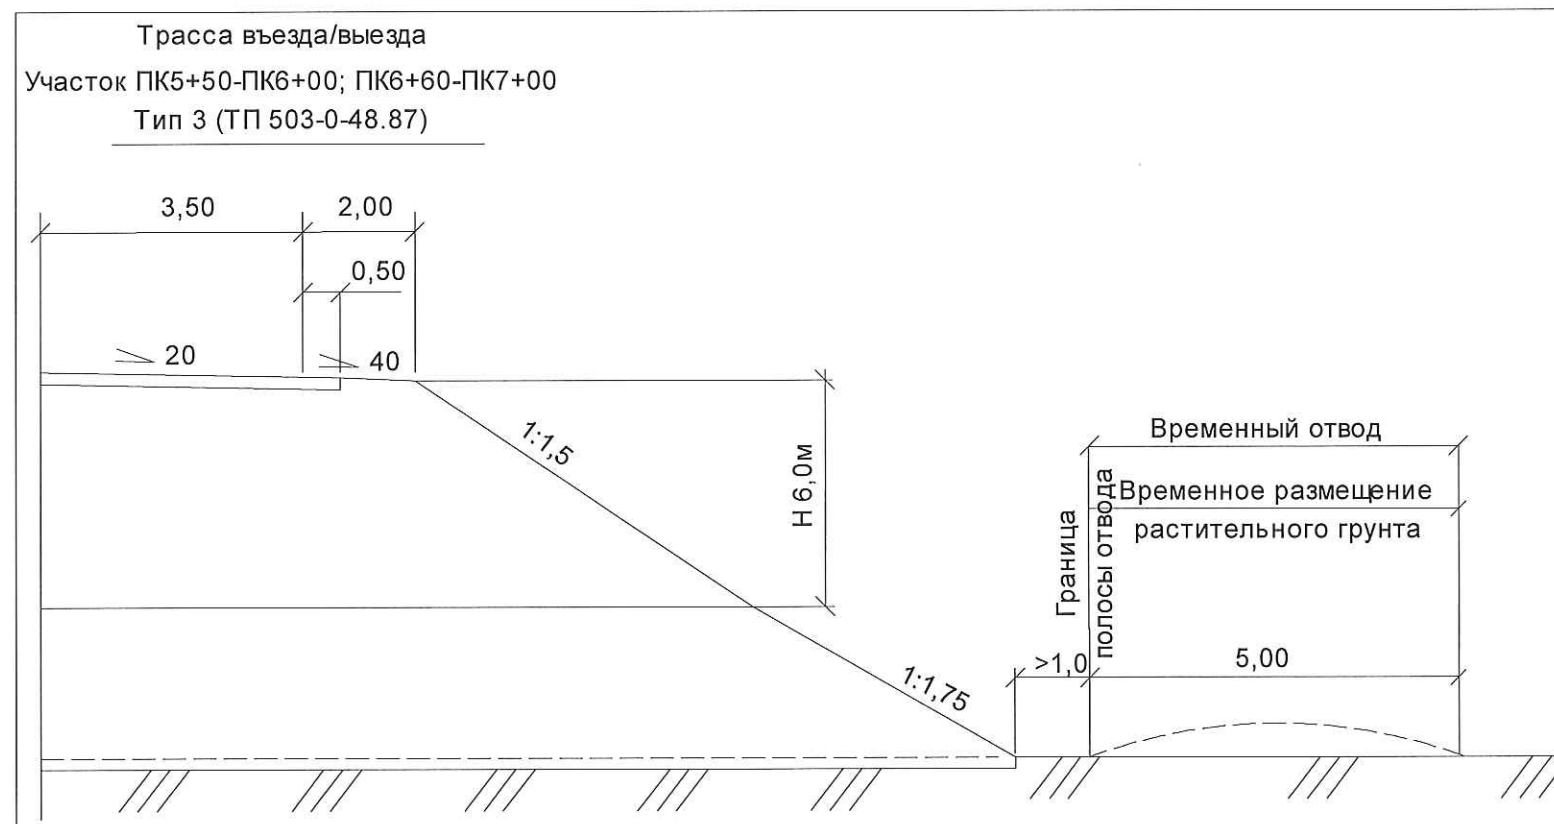 Трасса въезда/выезда
Участок ПК5+50-ПК6+00; ПК6+60-ПК7+00
Тип 3 (ТП 503-0-48.87)
3,50
2,00
0,50
20
40
1:1,5
Н 6,0м
1:1,75
Временный отвод
Временное размещение
растительного грунта
Граница
полосы отвода
>1,0
5,00